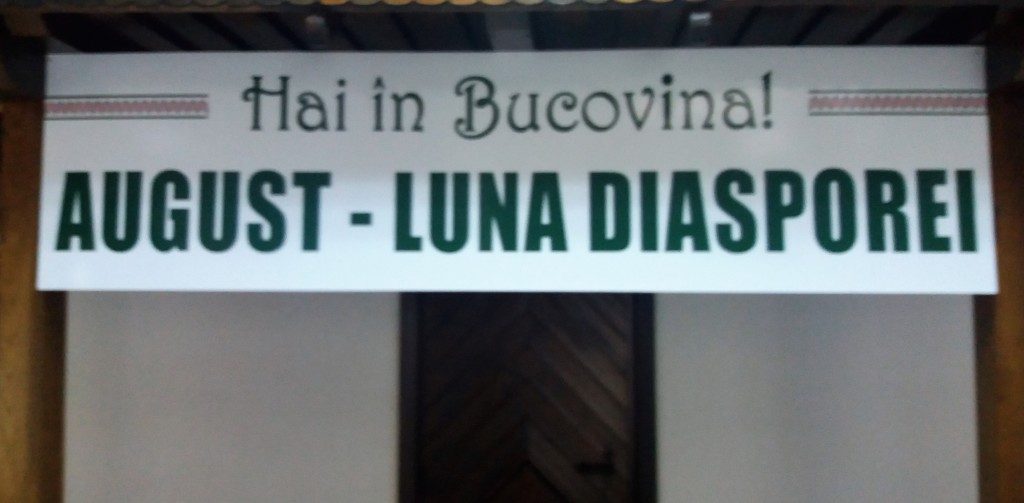 Hai în Bucovina!
AUGUST - LUNA DIASPOREI